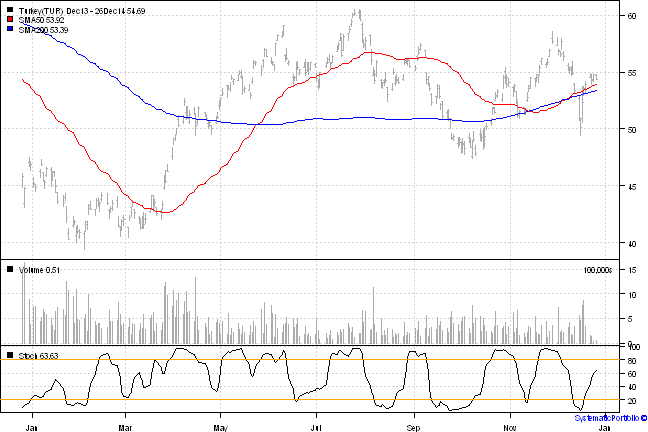 Turkey(TUR) Dec13 - 26Dec14 54.69
SMA50 53.92
SMA200 53.39
60
55
50
45
40
Volume 0.51
100,000s
15
10
5
0
Stoch 63.63
100
80
60
40
20
Jan Mar May Jul Sep Nov Jan
SystematicPortfolio ©